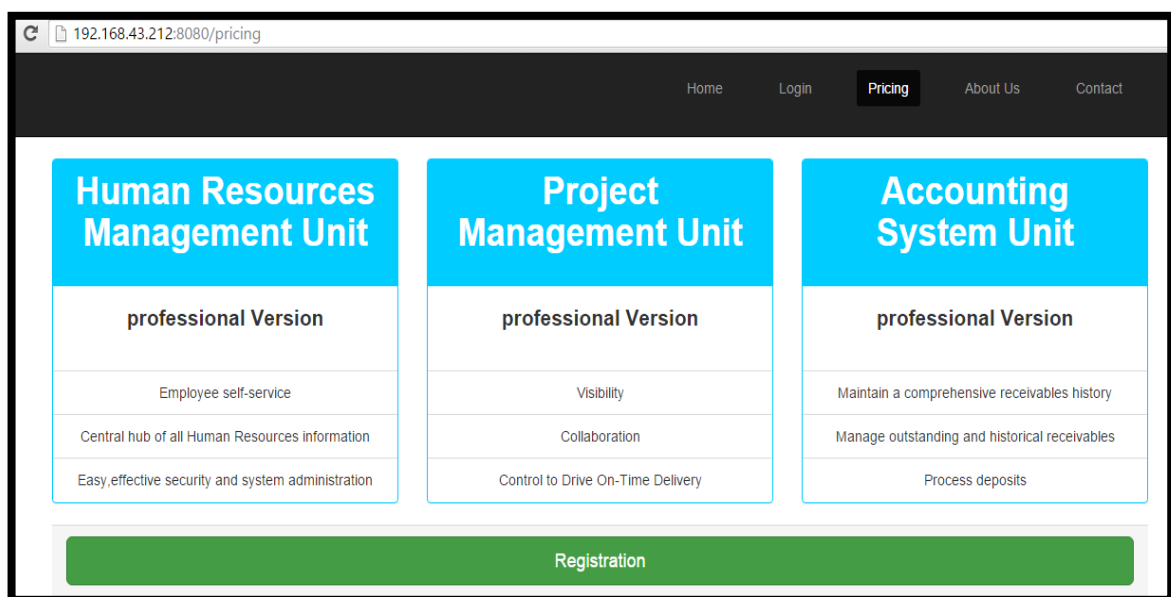 192.168.43.212:8080/pricing
Home Login Pricing About Us Contact
Human Resources
Management Unit
professional Version
Employee self-service
Central hub of all Human Resources information
Easy,effective security and system administration
Project
Management Unit
professional Version
Visibility
Collaboration
Control to Drive On-Time Delivery
Accounting
System Unit
professional Version
Maintain a comprehensive receivables history
Manage outstanding and historical receivables
Process deposits
Registration